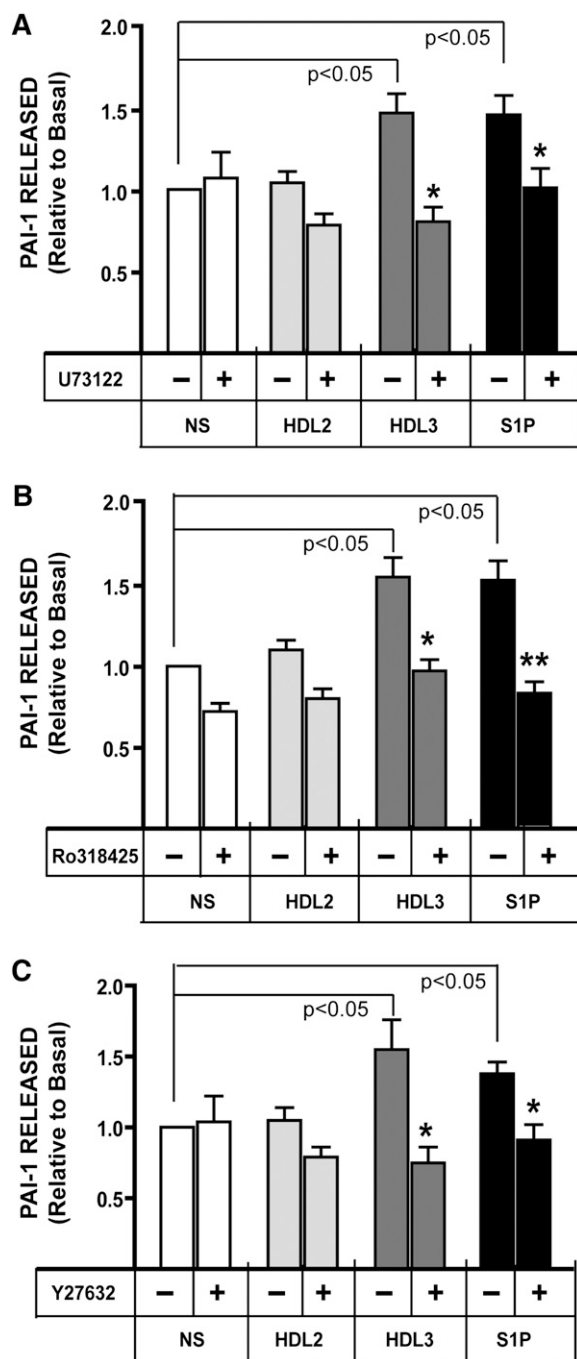 A
PAI-1 RELEASED
(Relative to Basal)
2.0
1.5
1.0
0.5
p<0.05
p<0.05
*
*
U73122 – + – + – + – +
NS HDL2 HDL3 S1P
B
PAI-1 RELEASED
(Relative to Basal)
2.0
1.5
1.0
0.5
p<0.05
p<0.05
*
**
Ro318425 – + – + – + – +
NS HDL2 HDL3 S1P
C
PAI-1 RELEASED
(Relative to Basal)
2.0
1.5
1.0
0.5
p<0.05
p<0.05
*
*
Y27632 – + – + – + – +
NS HDL2 HDL3 S1P